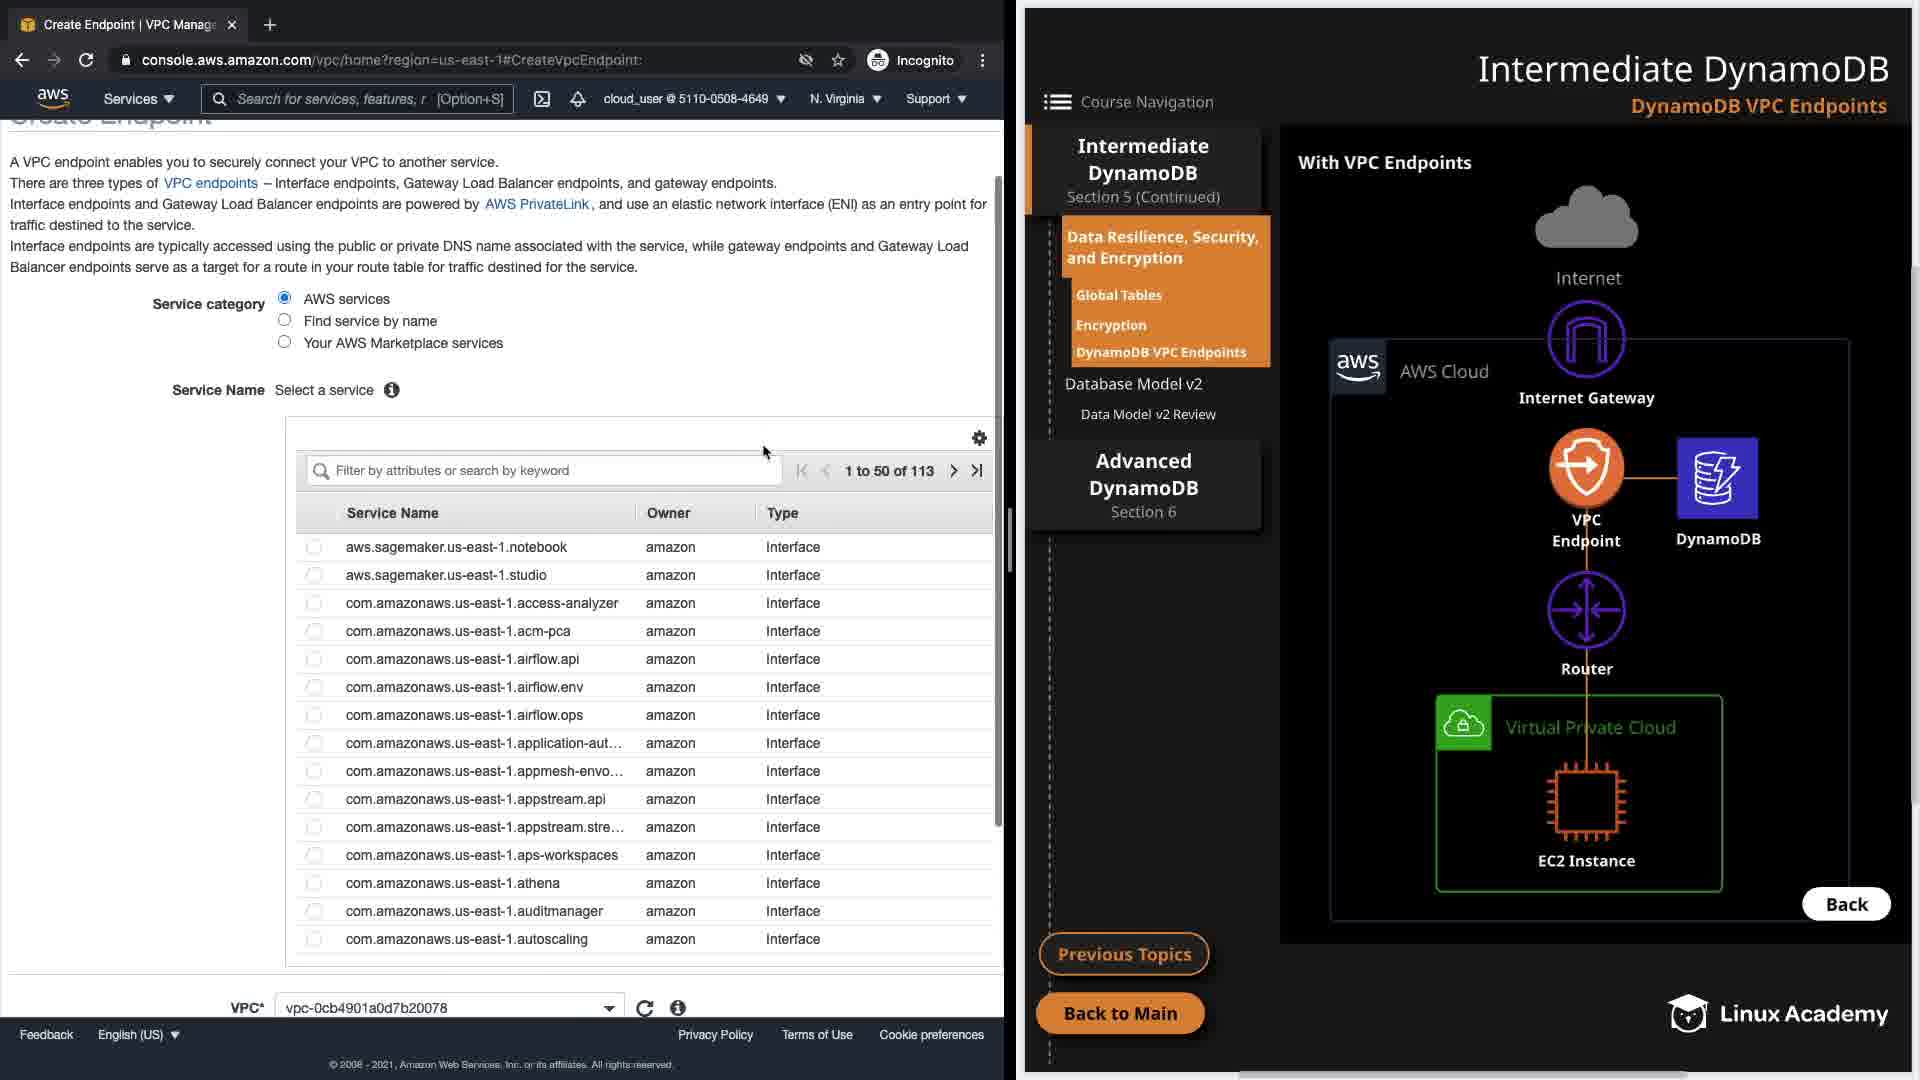 Create Endpoint | VPC Manage
console.aws.amazon.com/vpc/home?region=us-east-1#CreateVpcEndpoint:
Incognito
aws
Services
Search for services, features, r
[Option+S]
cloud_user @ 5110-0508-4649
N. Virginia
Support
Create Endpoint
A VPC endpoint enables you to securely connect your VPC to another service.
There are three types of VPC endpoints – Interface endpoints, Gateway Load Balancer endpoints, and gateway endpoints.
Interface endpoints and Gateway Load Balancer endpoints are powered by AWS PrivateLink, and use an elastic network interface (ENI) as an entry point for
traffic destined to the service.
Interface endpoints are typically accessed using the public or private DNS name associated with the service, while gateway endpoints and Gateway Load
Balancer endpoints serve as a target for a route in your route table for traffic destined for the service.
Service category
AWS services
Find service by name
Your AWS Marketplace services
Service Name Select a service
Filter by attributes or search by keyword
1 to 50 of 113
Service Name Owner Type
aws.sagemaker.us-east-1.notebook amazon Interface
aws.sagemaker.us-east-1.studio amazon Interface
com.amazonaws.us-east-1.access-analyzer amazon Interface
com.amazonaws.us-east-1.acm-pca amazon Interface
com.amazonaws.us-east-1.airflow.api amazon Interface
com.amazonaws.us-east-1.airflow.env amazon Interface
com.amazonaws.us-east-1.airflow.ops amazon Interface
com.amazonaws.us-east-1.application-aut... amazon Interface
com.amazonaws.us-east-1.appmesh-envo... amazon Interface
com.amazonaws.us-east-1.appstream.api amazon Interface
com.amazonaws.us-east-1.appstream.stre... amazon Interface
com.amazonaws.us-east-1.aps-workspaces amazon Interface
com.amazonaws.us-east-1.athena amazon Interface
com.amazonaws.us-east-1.auditmanager amazon Interface
com.amazonaws.us-east-1.autoscaling amazon Interface
VPC* vpc-0cb4901a0d7b20078
Feedback English (US) Privacy Policy Terms of Use Cookie preferences
© 2008 - 2021, Amazon Web Services, Inc. or its affiliates. All rights reserved.
Intermediate DynamoDB
DynamoDB VPC Endpoints
Course Navigation
Intermediate
DynamoDB
Section 5 (Continued)
Data Resilience, Security,
and Encryption
Global Tables
Encryption
DynamoDB VPC Endpoints
Database Model v2
Data Model v2 Review
Advanced
DynamoDB
Section 6
Previous Topics
Back to Main
With VPC Endpoints
Internet
aws
AWS Cloud
Internet Gateway
VPC
Endpoint
DynamoDB
Router
Virtual Private Cloud
EC2 Instance
Back
Linux Academy